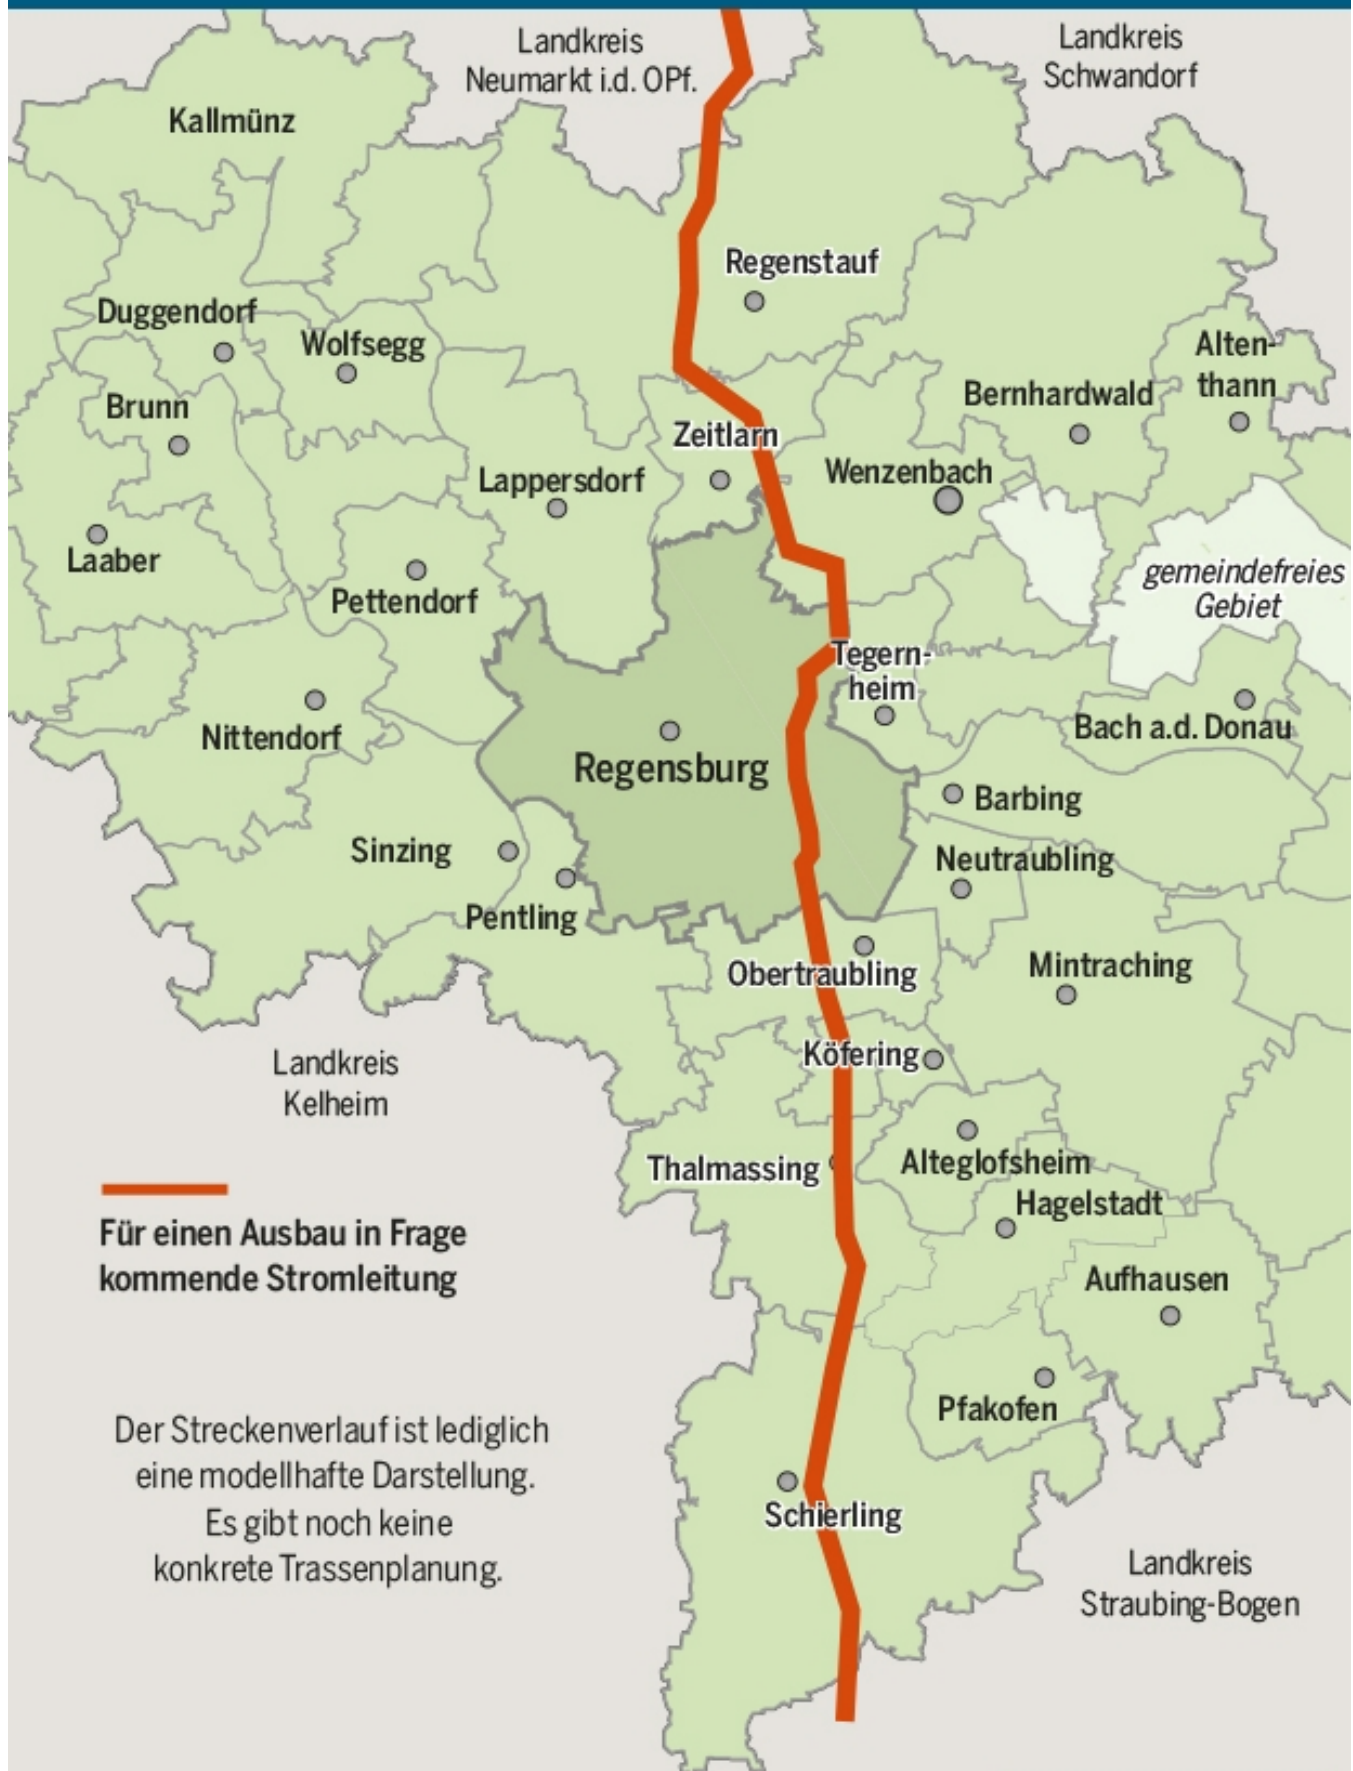 Landkreis
Neumarkt i.d. OPf.
Landkreis
Schwandorf
Kallmünz
Regenstauf
Duggendorf
Wolfsegg
Alten-
thann
Brunn
Bernhardwald
Zeitlarn
Lappersdorf
Wenzenbach
Laaber
Pettendorf
gemeindefreies
Gebiet
Tegern-
heim
Nittendorf
Bach a.d. Donau
Regensburg
Barbing
Sinzing
Neutraubling
Pentling
Obertraubling
Mintraching
Landkreis
Kelheim
Köfering
Thalmassing
Alteglofsheim
Hagelstadt
Für einen Ausbau in Frage
kommende Stromleitung
Aufhausen
Pfakofen
Der Streckenverlauf ist lediglich
eine modellhafte Darstellung.
Es gibt noch keine
konkrete Trassenplanung.
Schierling
Landkreis
Straubing-Bogen